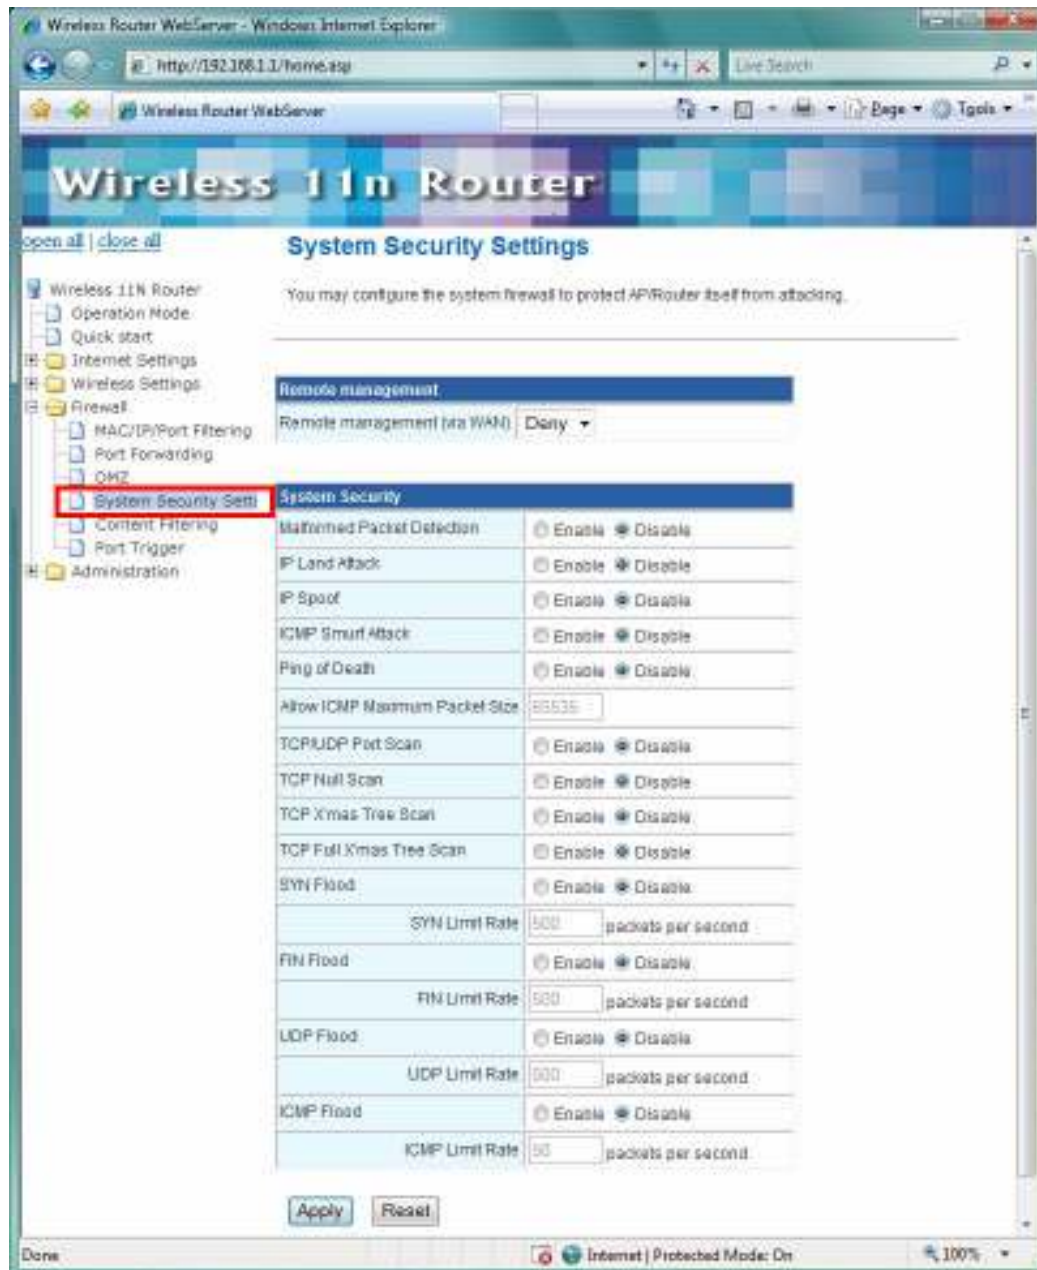 Wireless Router WebServer - Windows Internet Explorer
http://192.168.1.1/home.asp
Live Search
Wireless Router WebServer
Page Tools
Wireless 11n Router
open all | close all
Wireless 11N Router
Operation Mode
Quick start
Internet Settings
Wireless Settings
Firewall
MAC/IP/Port Filtering
Port Forwarding
DMZ
System Security Setti
Content Filtering
Port Trigger
Administration
System Security Settings
You may configure the system firewall to protect AP/Router itself from attacking.
Remote management
Remote management (via WAN) Deny
System Security
Malformed Packet Detection Enable Disable
IP Land Attack Enable Disable
IP Spoof Enable Disable
ICMP Smurf Attack Enable Disable
Ping of Death Enable Disable
Allow ICMP Maximum Packet Size 65535
TCP/UDP Port Scan Enable Disable
TCP Null Scan Enable Disable
TCP X'mas Tree Scan Enable Disable
TCP Full X'mas Tree Scan Enable Disable
SYN Flood Enable Disable
SYN Limit Rate 500 packets per second
FIN Flood Enable Disable
FIN Limit Rate 500 packets per second
UDP Flood Enable Disable
UDP Limit Rate 500 packets per second
ICMP Flood Enable Disable
ICMP Limit Rate 50 packets per second
Apply Reset
Done
Internet | Protected Mode: On
100%